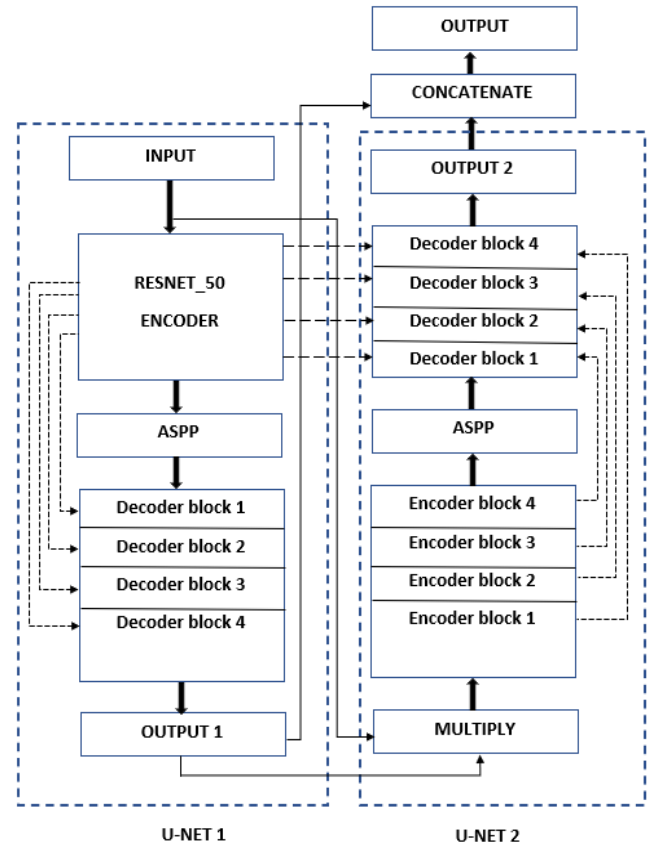 OUTPUT
CONCATENATE
INPUT
RESNET_50
ENCODER
ASPP
Decoder block 1
Decoder block 2
Decoder block 3
Decoder block 4
OUTPUT 1
U-NET 1
OUTPUT 2
Decoder block 4
Decoder block 3
Decoder block 2
Decoder block 1
ASPP
Encoder block 4
Encoder block 3
Encoder block 2
Encoder block 1
MULTIPLY
U-NET 2